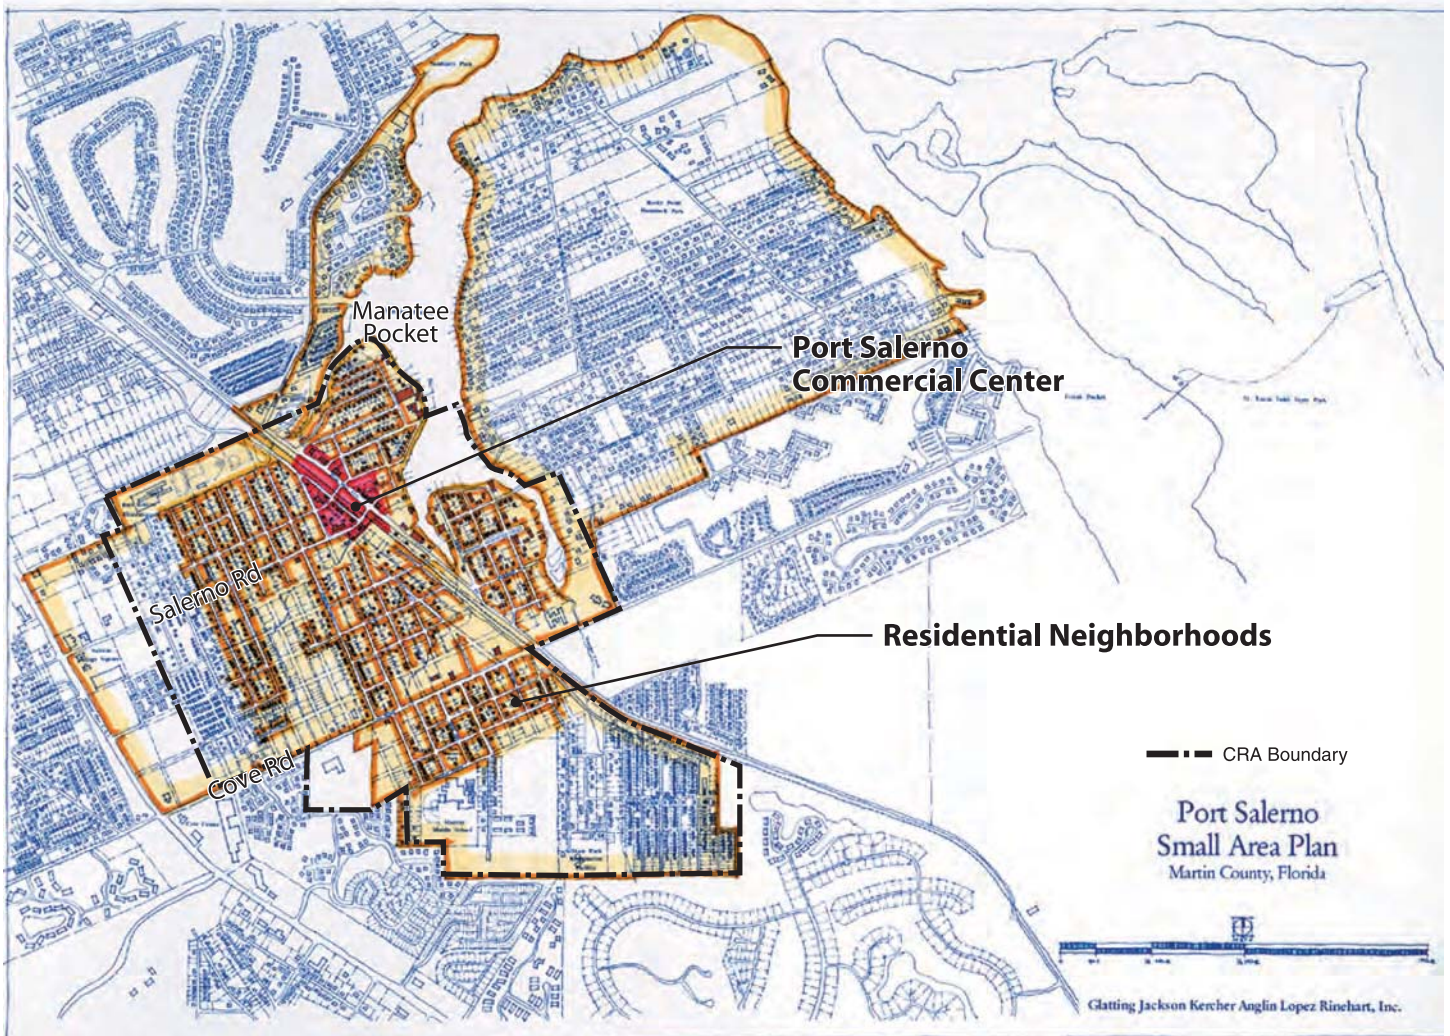 Manatee
Pocket
Port Salerno
Commercial Center
Salerno Rd
Residential Neighborhoods
Cove Rd
CRA Boundary
Port Salerno
Small Area Plan
Martin County, Florida
Glatting Jackson Kercher Anglin Lopez Rinehart, Inc.